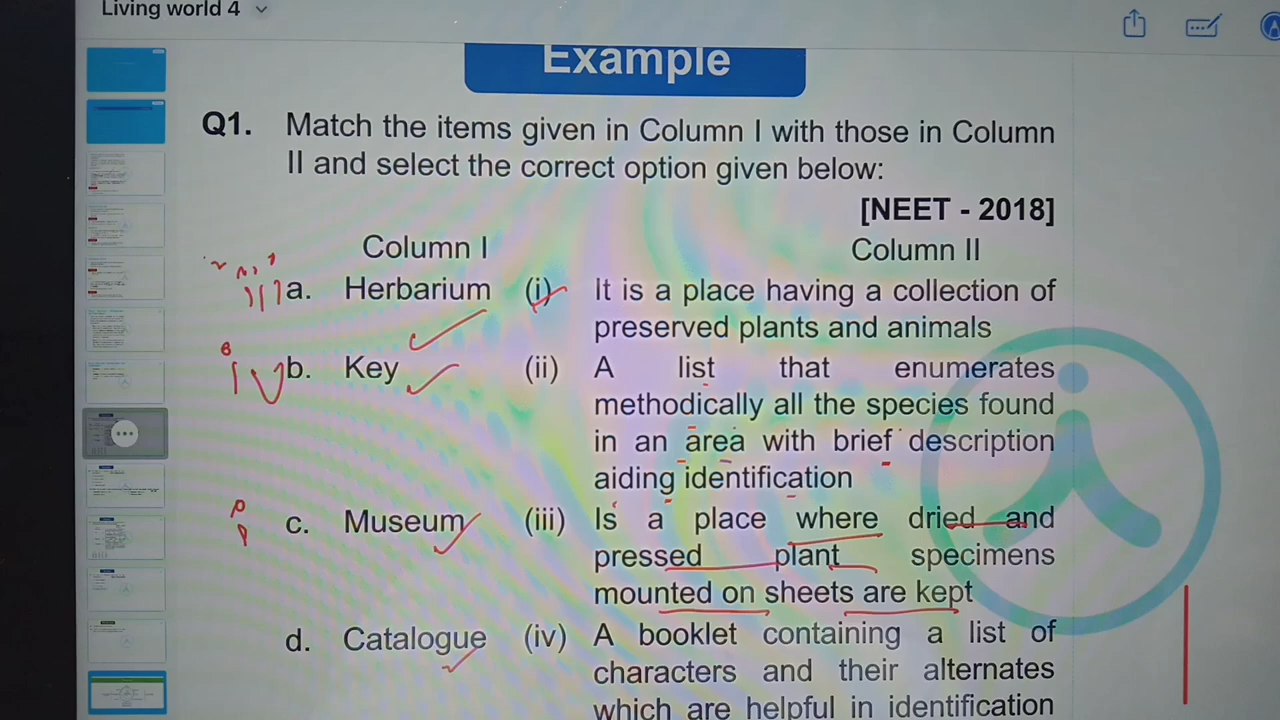 Living world 4
Example
Q1. Match the items given in Column I with those in Column
II and select the correct option given below:
[NEET - 2018]
Column I Column II
a. Herbarium (i) It is a place having a collection of
preserved plants and animals
b. Key (ii) A list that enumerates
methodically all the species found
in an area with brief description
aiding identification
c. Museum (iii) Is a place where dried and
pressed plant specimens
mounted on sheets are kept
d. Catalogue (iv) A booklet containing a list of
characters and their alternates
which are helpful in identification